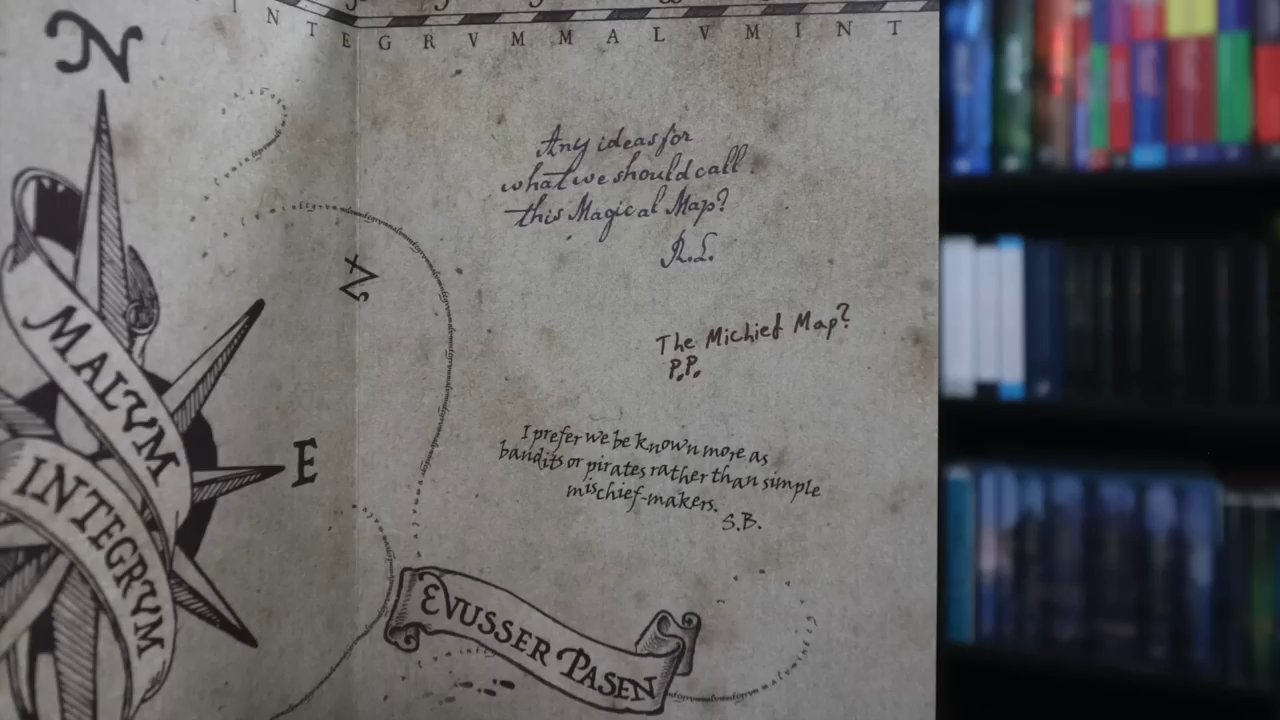 I N T E G R V M M A L V M I N T
N
Any ideas for
what we should call
this Magical Map?
R.L.
N
The Michief Map?
P.P.
MALVM
E
I prefer we be known more as
bandits or pirates rather than simple
mischief-makers.
S.B.
INTEGRVM
EVUSSER PASEN